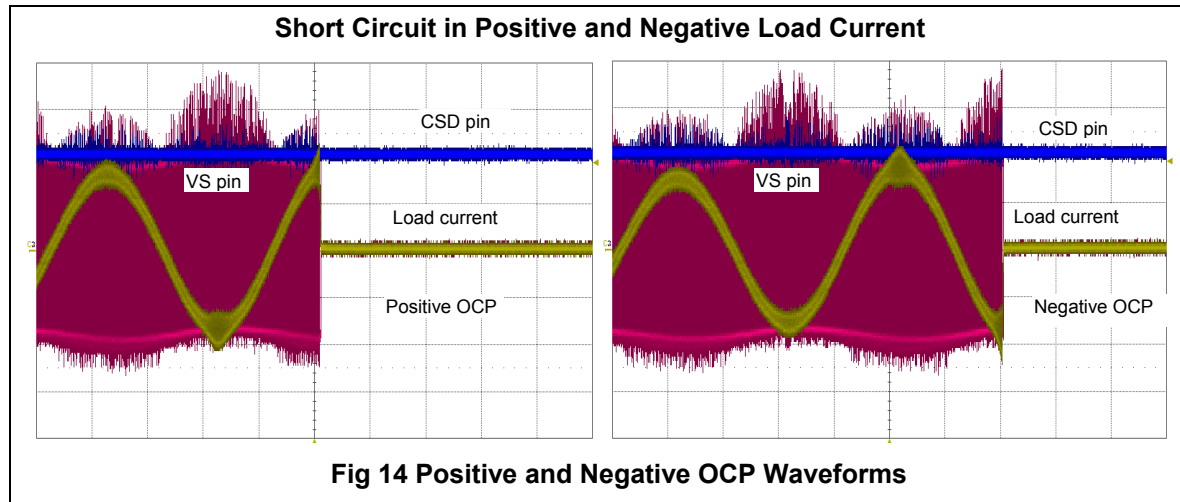 Short Circuit in Positive and Negative Load Current
CSD pin
VS pin
Load current
Positive OCP
CSD pin
VS pin
Load current
Negative OCP
Fig 14 Positive and Negative OCP Waveforms